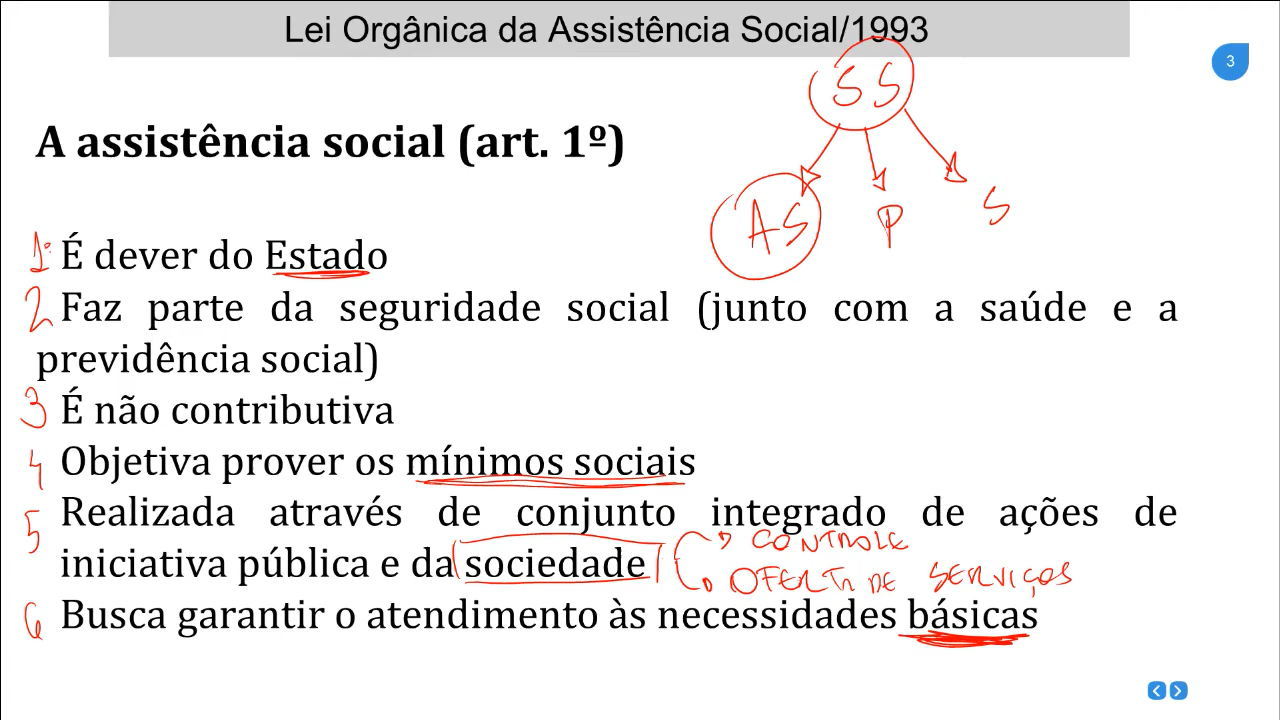 Lei Orgânica da Assistência Social/1993
3
SS
A assistência social (art. 1º)
AS P S
1º É dever do Estado
2 Faz parte da seguridade social (junto com a saúde e a
previdência social)
3 É não contributiva
4 Objetiva prover os mínimos sociais
5 Realizada através de conjunto integrado de ações de
CONTROLE
iniciativa pública e da sociedade
OFERTA DE SERVIÇOS
6 Busca garantir o atendimento às necessidades básicas